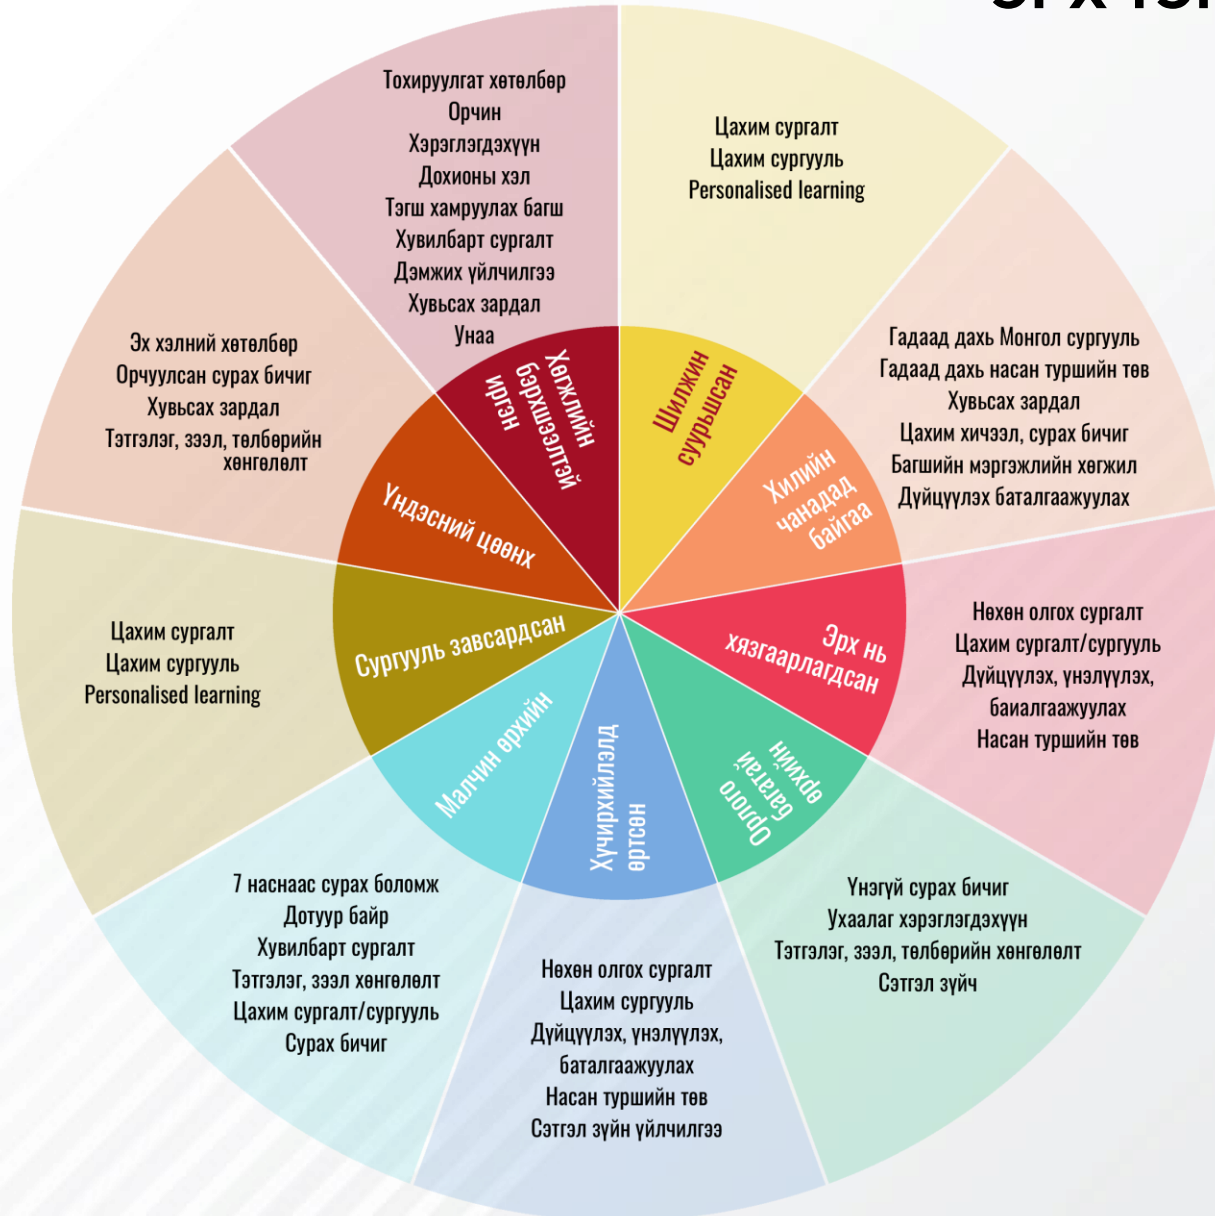 Тохируулгат хөтөлбөр
Орчин
Хэрэглэгдэхүүн
Дохионы хэл
Тэгш хамруулах багш
Хувилбарт сургалт
Дэмжих үйлчилгээ
Хувьсах зардал
Унаа
Хөгжлийн
бэрхшээлтэй
иргэн
Цахим сургалт
Цахим сургууль
Personalised learning
Шилжин
суурьшсан
Гадаад дахь Монгол сургууль
Гадаад дахь насан туршийн төв
Хувьсах зардал
Цахим хичээл, сурах бичиг
Багшийн мэргэжлийн хөгжил
Дүйцүүлэх баталгаажуулах
Хилийн
чанадад
байгаа
Нөхөн олгох сургалт
Цахим сургалт/сургууль
Дүйцүүлэх, үнэлүүлэх,
баиалгаажуулах
Насан туршийн төв
Эрх нь
хязгаарлагдсан
Үнэгүй сурах бичиг
Ухаалаг хэрэглэгдэхүүн
Тэтгэлэг, зээл, төлбөрийн хөнгөлөлт
Сэтгэл зүйч
Орлого
багатай
өрхийн
Нөхөн олгох сургалт
Цахим сургууль
Дүйцүүлэх, үнэлүүлэх,
баталгаажуулах
Насан туршийн төв
Сэтгэл зүйн үйлчилгээ
Хүчирхийлэлд
өртсөн
7 наснаас сурах боломж
Дотуур байр
Хувилбарт сургалт
Тэтгэлэг, зээл хөнгөлөлт
Цахим сургалт/сургууль
Сурах бичиг
Малчин өрхийн
Цахим сургалт
Цахим сургууль
Personalised learning
Сургууль завсардсан
Эх хэлний хөтөлбөр
Орчуулсан сурах бичиг
Хувьсах зардал
Тэтгэлэг, зээл, төлбөрийн
хөнгөлөлт
Үндэсний цөөнх